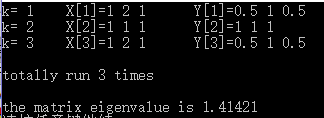 k= 1 X[1]=1 2 1 Y[1]=0.5 1 0.5
k= 2 X[2]=1 1 1 Y[2]=1 1 1
k= 3 X[3]=1 2 1 Y[3]=0.5 1 0.5
totally run 3 times
the matrix eigenvalue is 1.41421